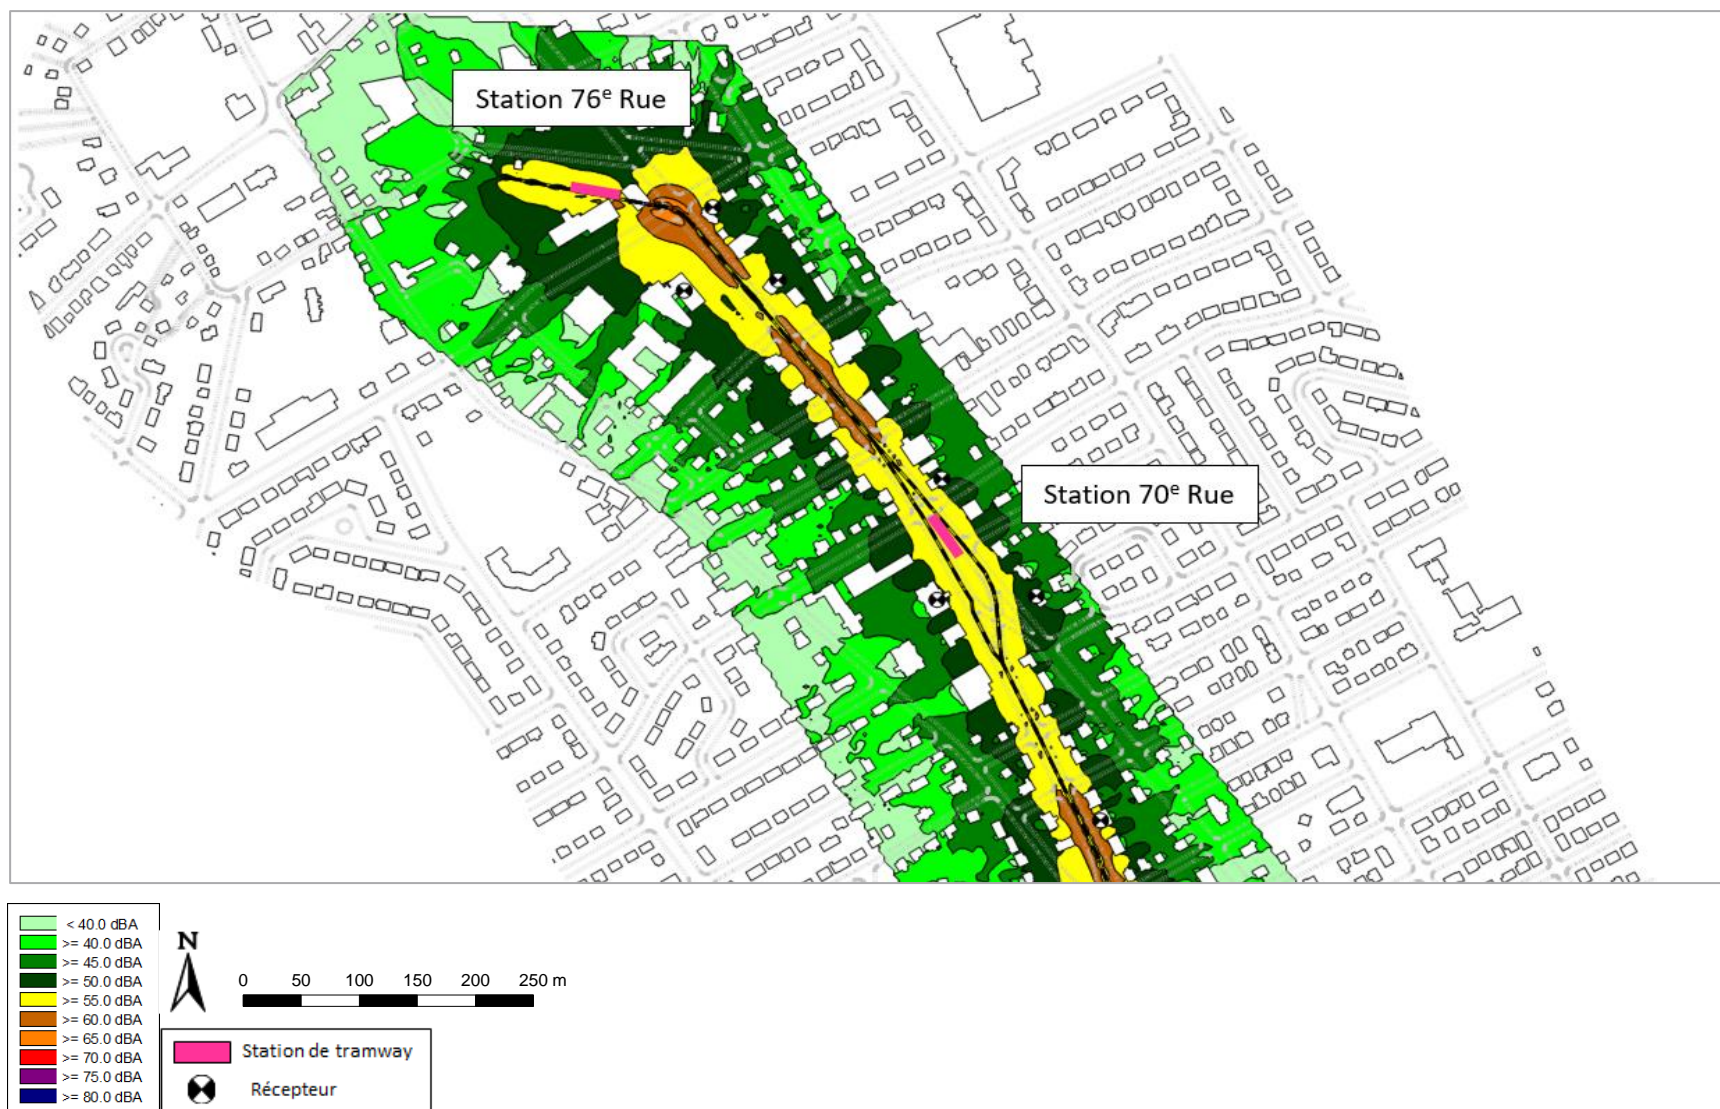 Station 76e Rue
Station 70e Rue
< 40.0 dBA
>= 40.0 dBA
>= 45.0 dBA
>= 50.0 dBA
>= 55.0 dBA
>= 60.0 dBA
>= 65.0 dBA
>= 70.0 dBA
>= 75.0 dBA
>= 80.0 dBA
N
0 50 100 150 200 250 m
Station de tramway
Récepteur